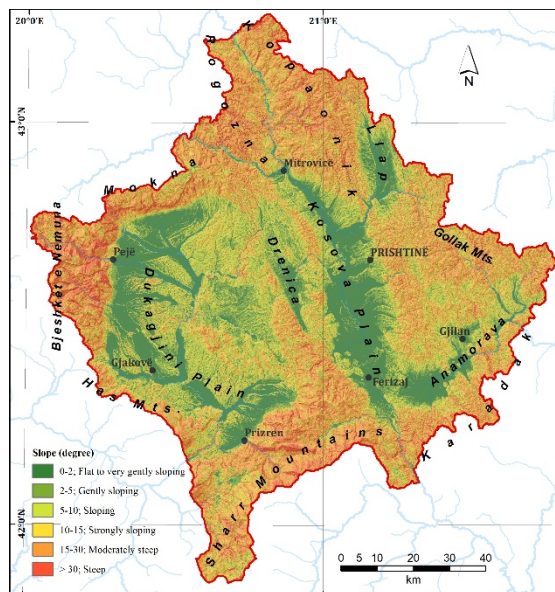 20°0'E
21°0'E
N
Rogozna
Kopaonik
43°0'N
Llap
Mitrovicë
Mokna
Bjeshkët e Nemuna
Pejë
Kosova Plain
PRISHTINË
Gollak Mts.
Drenica
Dukagjini Plain
Gjilan
Gjakovë
Anamorava
Ferizaj
Has Mts.
Karadak
Prizren
Sharr Mountains
42°0'N
Slope (degree)
0-2; Flat to very gently sloping
2-5; Gently sloping
5-10; Sloping
10-15; Strongly sloping
15-30; Moderately steep
> 30; Steep
0 10 20 30 40
km